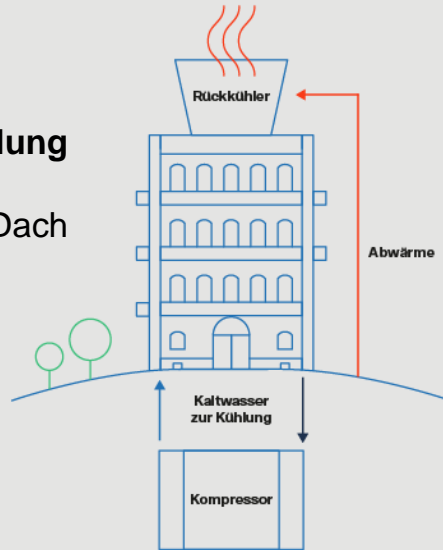 Rückkühler
lung
Dach
Abwärme
Kaltwasser
zur Kühlung
Kompressor